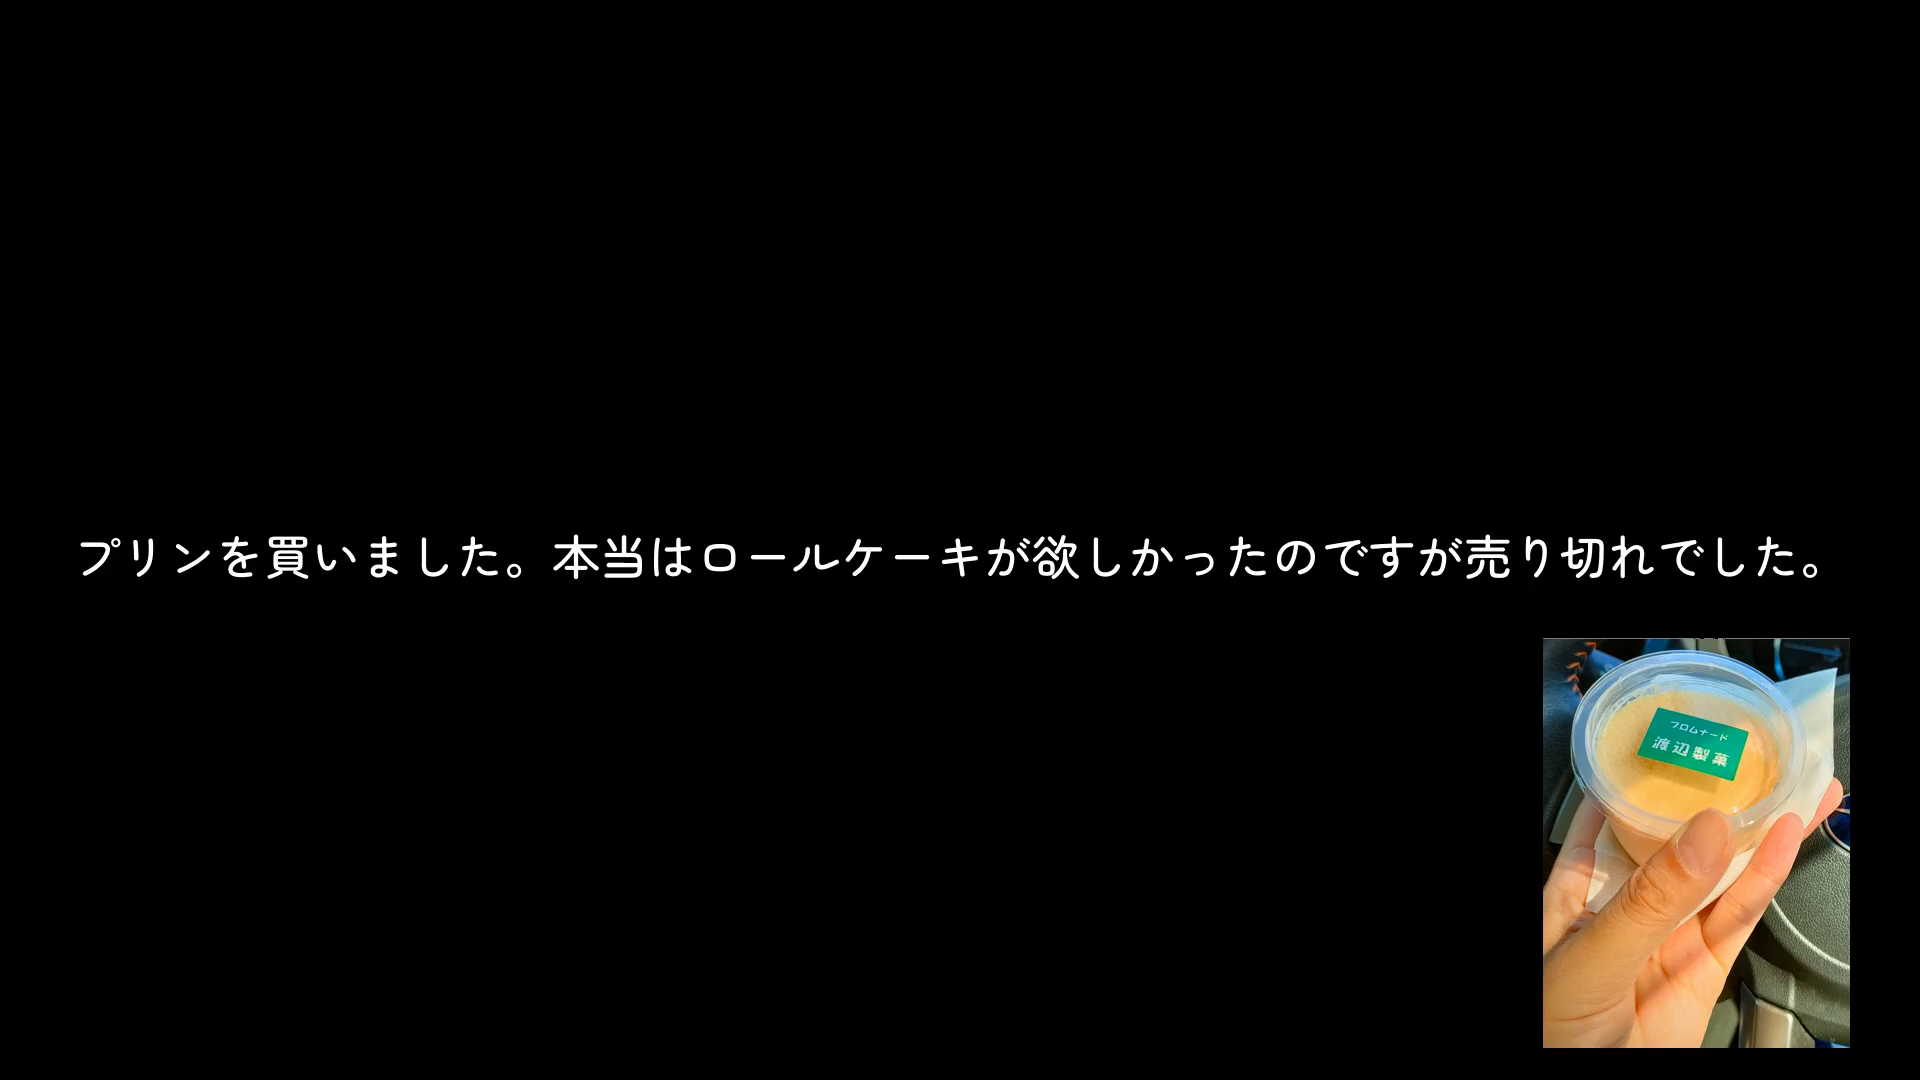 プリンを買いました。本当はロールケーキが欲しかったのですが売り切れでした。
フロムナード
渡辺製菓